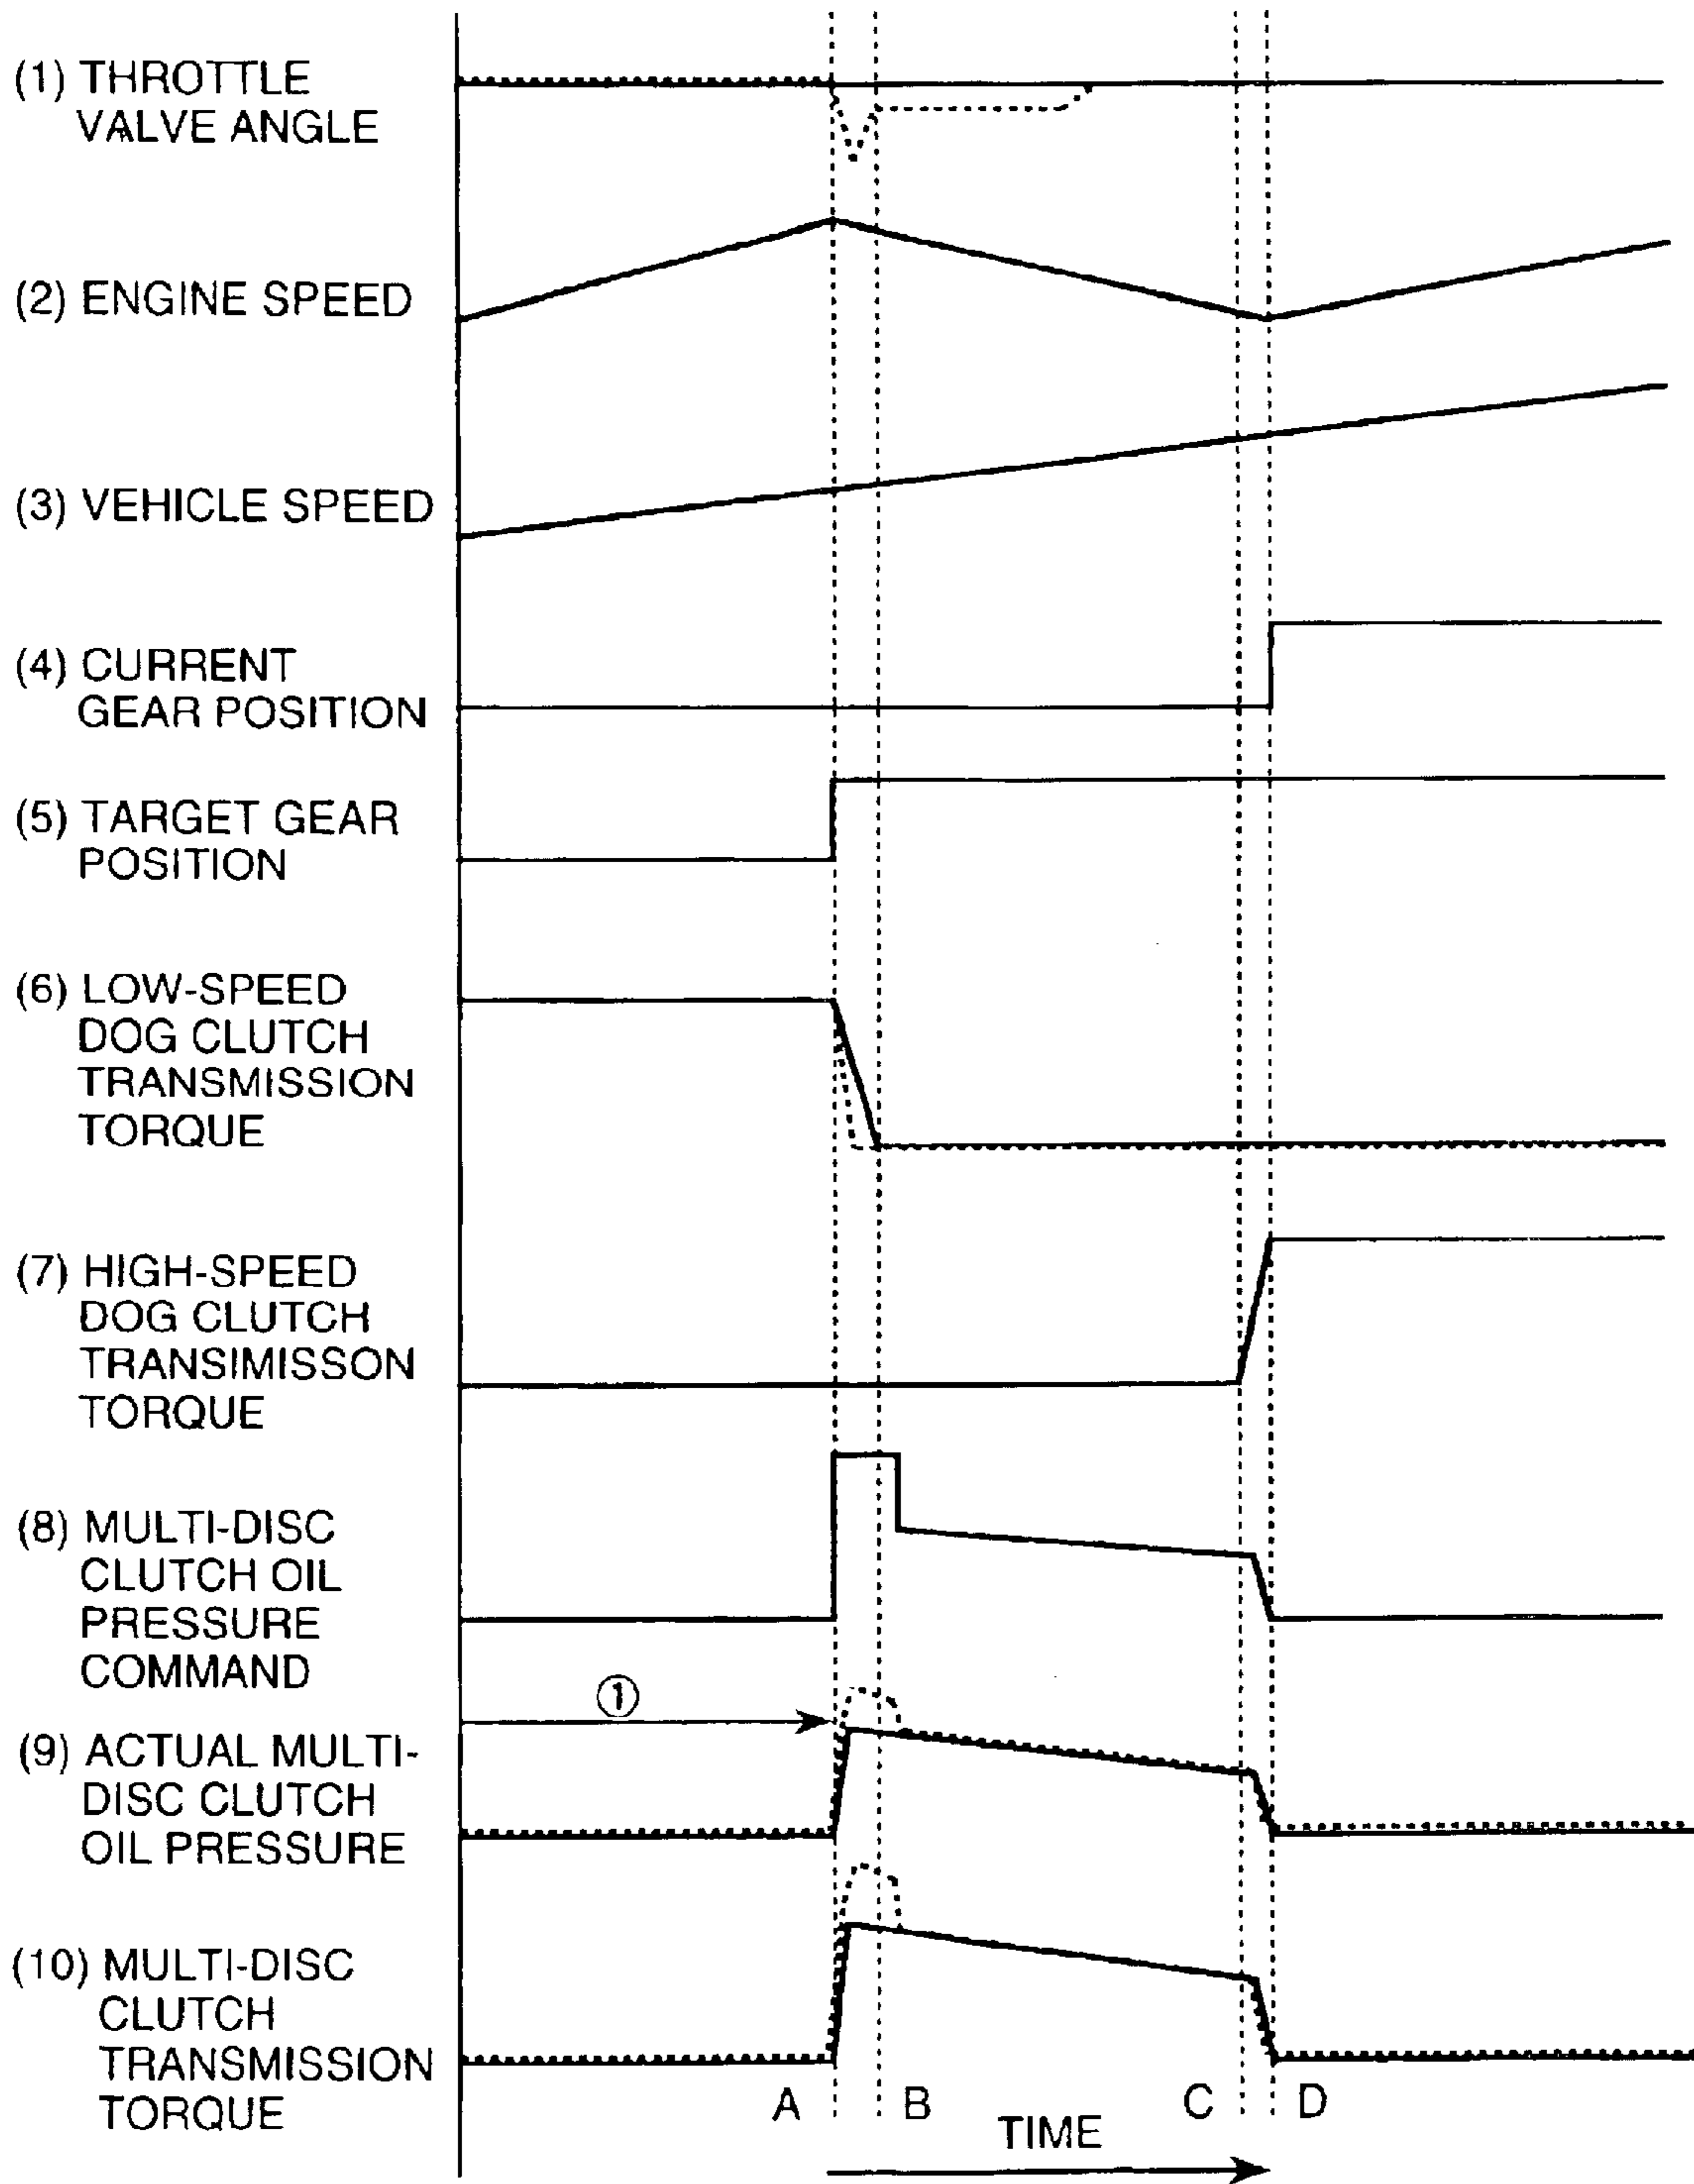 (1) THROTTLE
VALVE ANGLE
(2) ENGINE SPEED
(3) VEHICLE SPEED
(4) CURRENT
GEAR POSITION
(5) TARGET GEAR
POSITION
(6) LOW-SPEED
DOG CLUTCH
TRANSMISSION
TORQUE
(7) HIGH-SPEED
DOG CLUTCH
TRANSIMISSON
TORQUE
(8) MULTI-DISC
CLUTCH OIL
PRESSURE
COMMAND
①
(9) ACTUAL MULTI-
DISC CLUTCH
OIL PRESSURE
(10) MULTI-DISC
CLUTCH
TRANSMISSION
TORQUE
A B C D
TIME